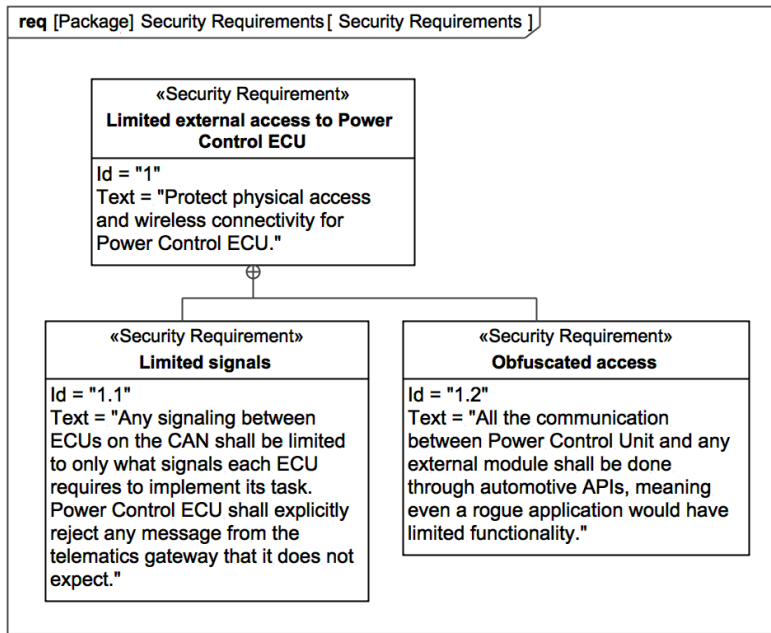 req [Package] Security Requirements[ Security Requirements ]
«Security Requirement»
Limited external access to Power
Control ECU
Id = "1"
Text = "Protect physical access
and wireless connectivity for
Power Control ECU."
«Security Requirement»
Limited signals
Id = "1.1"
Text = "Any signaling between
ECUs on the CAN shall be limited
to only what signals each ECU
requires to implement its task.
Power Control ECU shall explicitly
reject any message from the
telematics gateway that it does not
expect."
«Security Requirement»
Obfuscated access
Id = "1.2"
Text = "All the communication
between Power Control Unit and any
external module shall be done
through automotive APIs, meaning
even a rogue application would have
limited functionality."